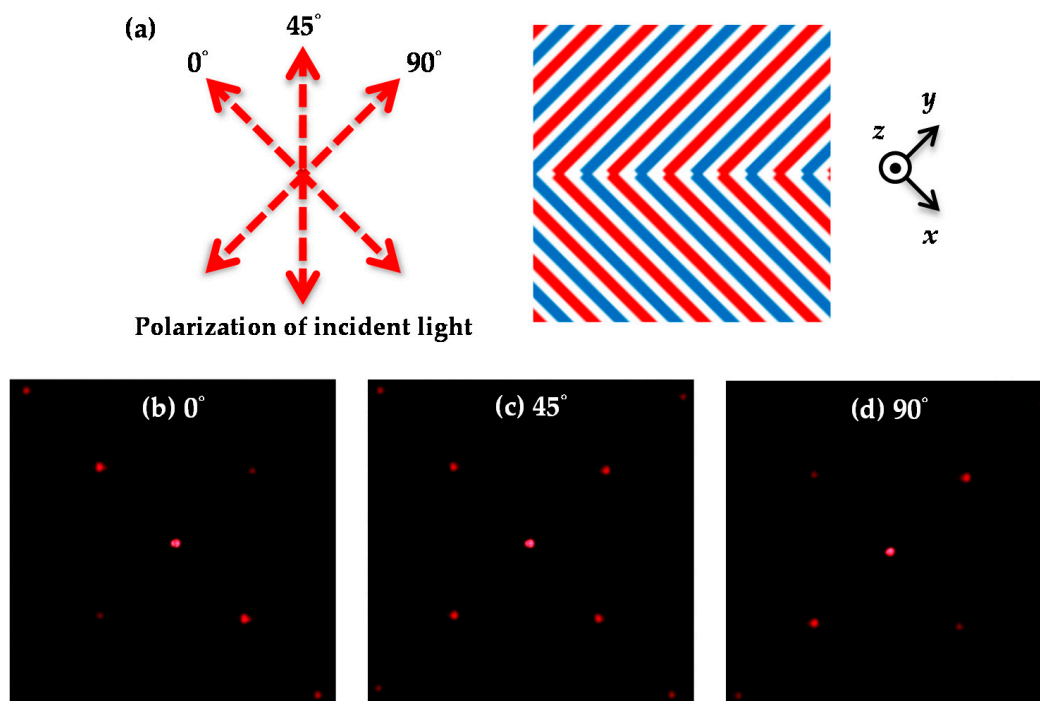 (a)
45°
0°
90°
Polarization of incident light
y
z
x
(b) 0°
(c) 45°
(d) 90°